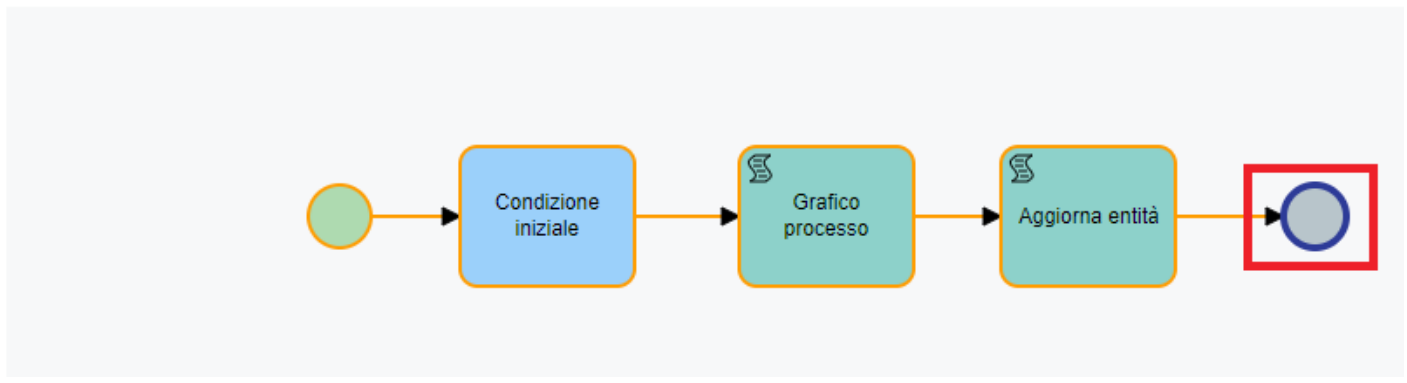 Condizione
iniziale
Grafico
processo
Aggiorna entità